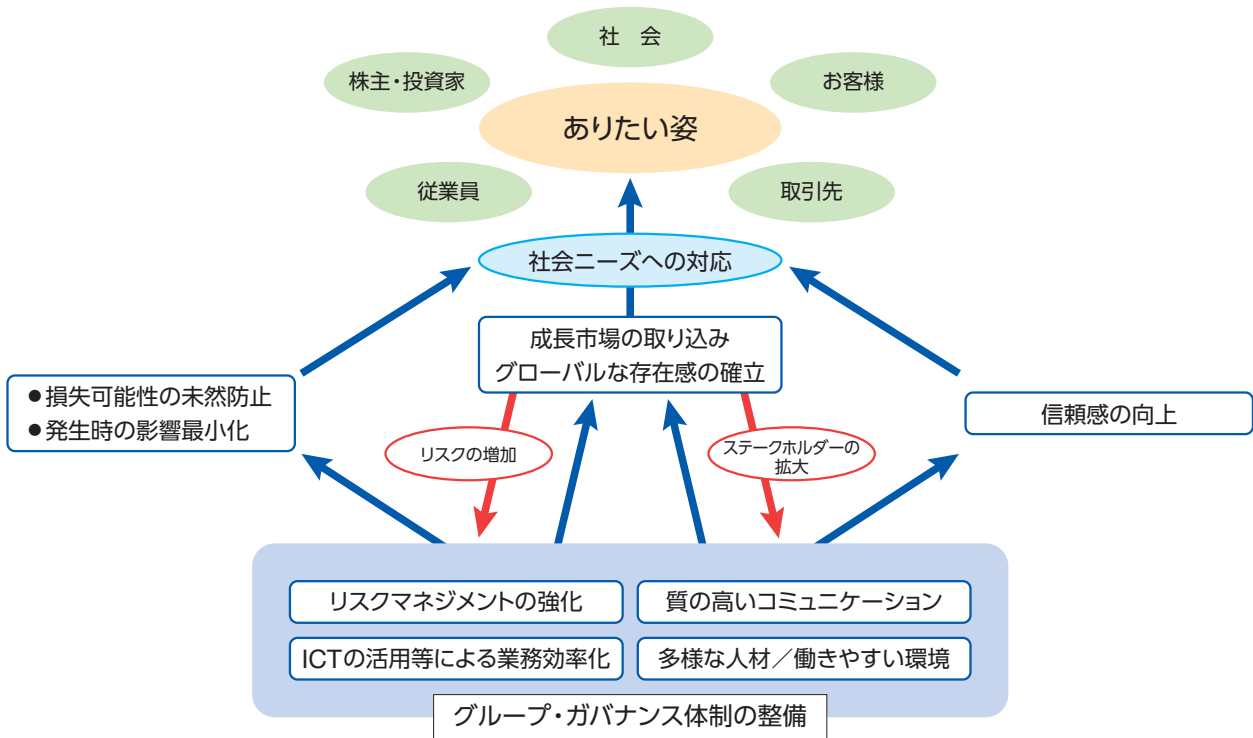 社　会
株主・投資家
お客様
ありたい姿
従業員
取引先
社会ニーズへの対応
成長市場の取り込み
グローバルな存在感の確立
●損失可能性の未然防止
●発生時の影響最小化
信頼感の向上
リスクの増加
ステークホルダーの
拡大
リスクマネジメントの強化
質の高いコミュニケーション
ICTの活用等による業務効率化
多様な人材／働きやすい環境
グループ・ガバナンス体制の整備